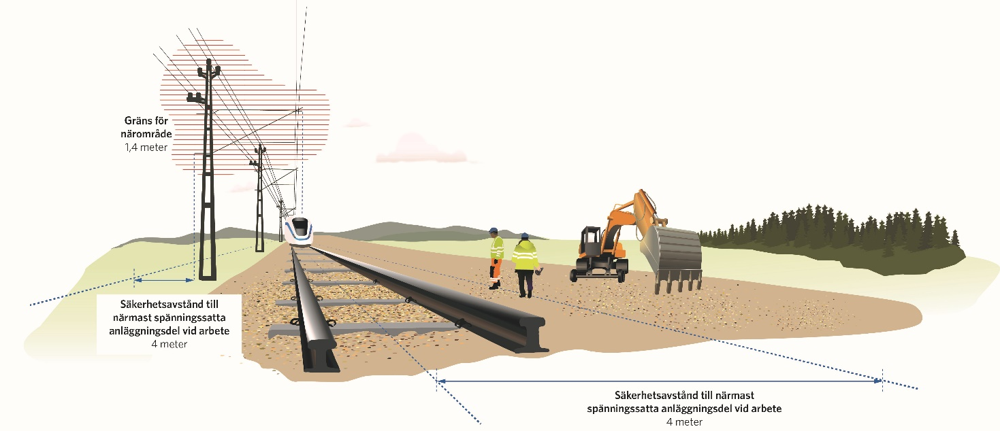 Gräns för
närområde
1,4 meter
Säkerhetsavstånd till
närmast spänningssatta
anläggningsdel vid arbete
4 meter
Säkerhetsavstånd till närmast
spänningssatta anläggningsdel vid arbete
4 meter